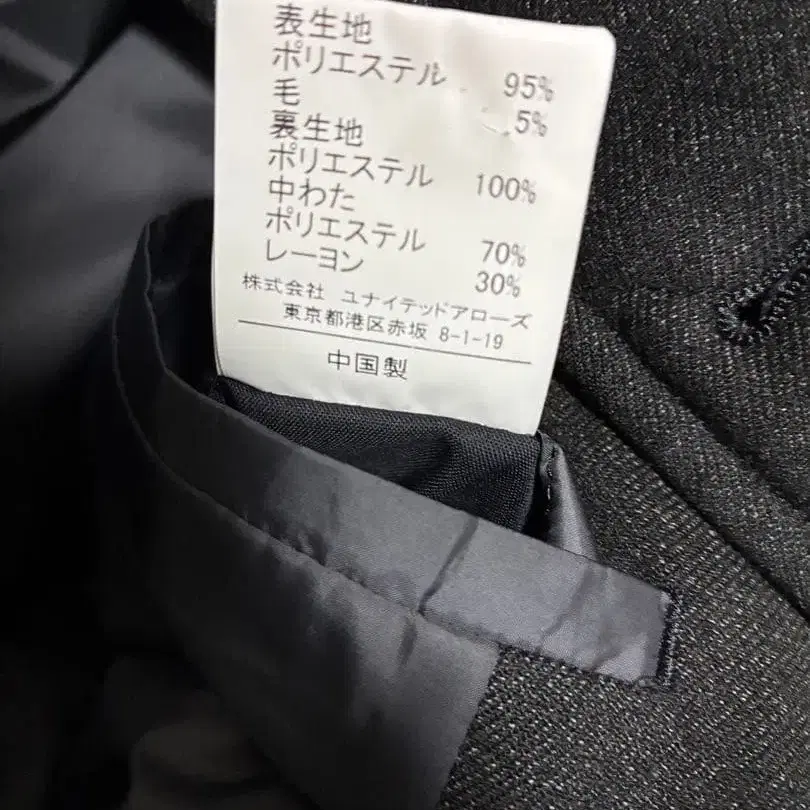 表生地
ポリエステル 95%
毛 5%
裏生地
ポリエステル 100%
中わた
ポリエステル 70%
レーヨン 30%
株式会社 ユナイテッドアローズ
東京都港区赤坂 8-1-19
中国製